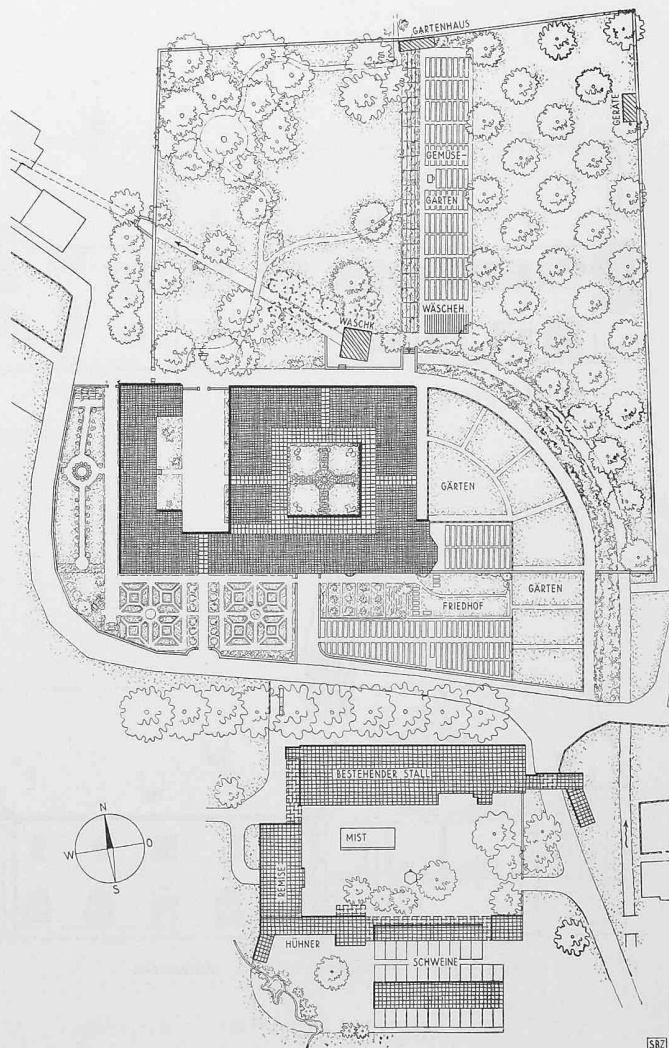 GARTENHAUS
GERÄTE
GEMÜSE-
GÄRTEN
WÄSCHEH.
WASCHK.
GÄRTEN
FRIEDHOF
GÄRTEN
BESTEHENDER STALL
N
W
O
S
MIST
REMISE
HÜHNER
SCHWEINE
SBZ